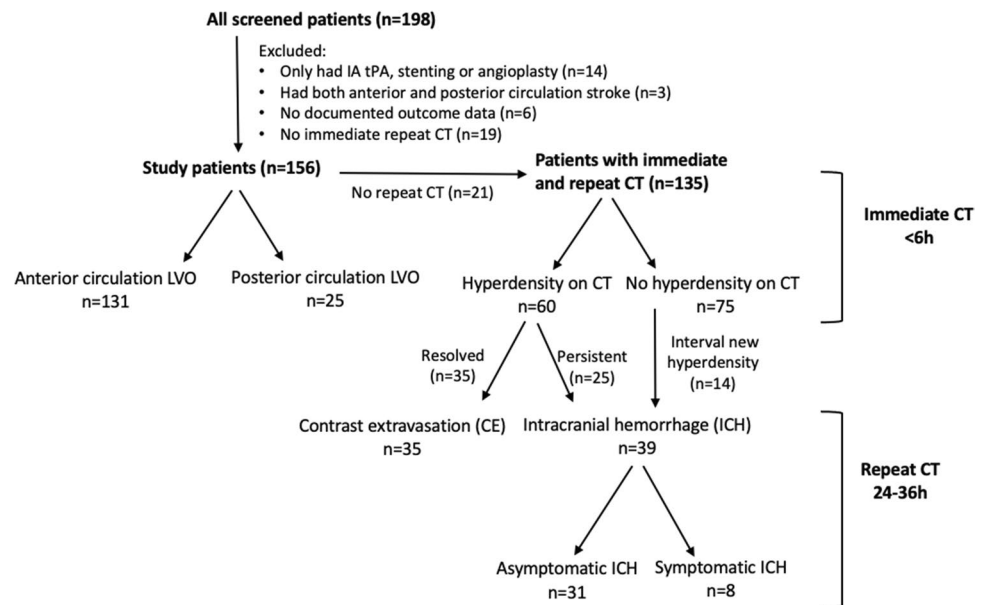 All screened patients (n=198)
Excluded:
• Only had IA tPA, stenting or angioplasty (n=14)
• Had both anterior and posterior circulation stroke (n=3)
• No documented outcome data (n=6)
• No immediate repeat CT (n=19)
Study patients (n=156)
No repeat CT (n=21)
Patients with immediate
and repeat CT (n=135)
Immediate CT
<6h
Anterior circulation LVO
n=131
Posterior circulation LVO
n=25
Hyperdensity on CT
n=60
No hyperdensity on CT
n=75
Resolved
(n=35)
Persistent
(n=25)
Interval new
hyperdensity
(n=14)
Contrast extravasation (CE)
n=35
Intracranial hemorrhage (ICH)
n=39
Repeat CT
24-36h
Asymptomatic ICH
n=31
Symptomatic ICH
n=8